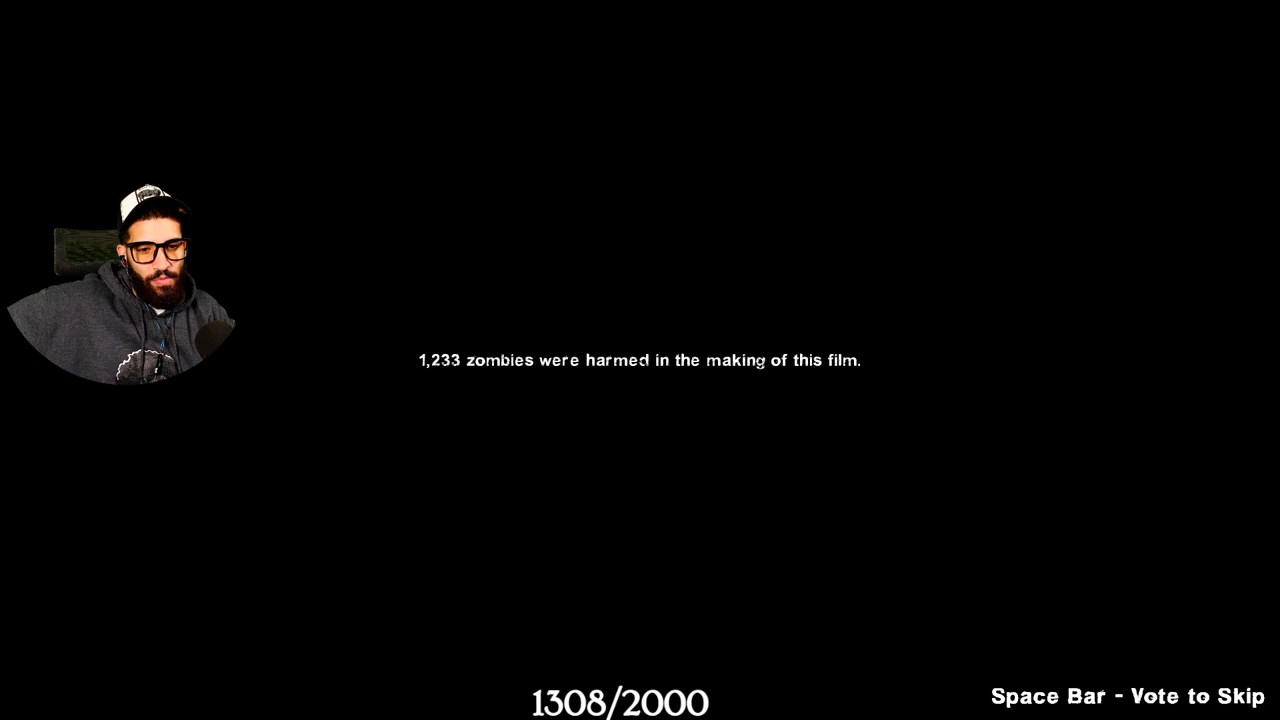 1,233 zombies were harmed in the making of this film.
1308/2000
Space Bar - Vote to Skip